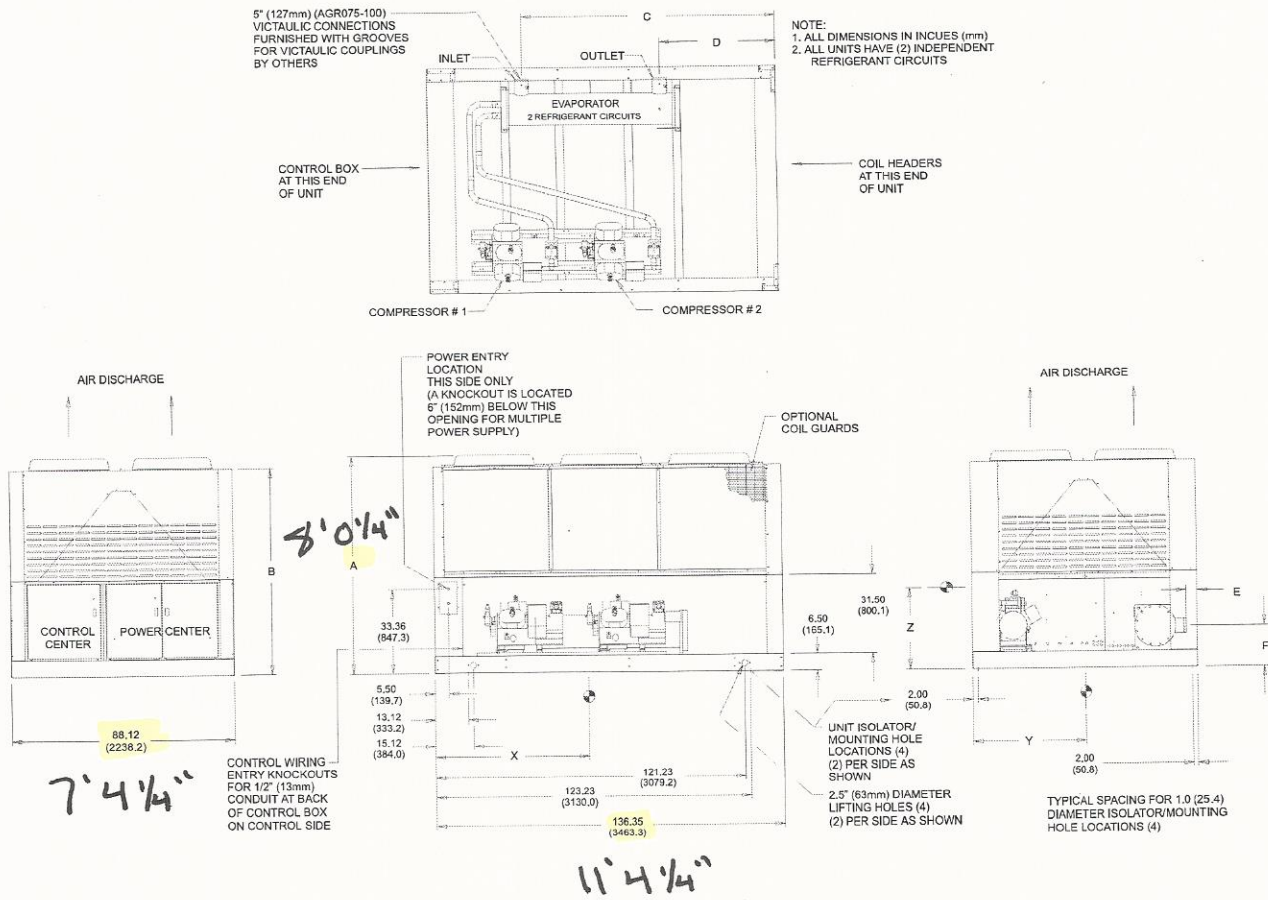 5" (127mm) (AGR075-100)
VICTAULIC CONNECTIONS
FURNISHED WITH GROOVES
FOR VICTAULIC COUPLINGS
BY OTHERS
INLET
OUTLET
C
D
NOTE:
1. ALL DIMENSIONS IN INCUES (mm)
2. ALL UNITS HAVE (2) INDEPENDENT
REFRIGERANT CIRCUITS
EVAPORATOR
2 REFRIGERANT CIRCUITS
CONTROL BOX
AT THIS END
OF UNIT
COIL HEADERS
AT THIS END
OF UNIT
COMPRESSOR # 1
COMPRESSOR # 2
AIR DISCHARGE
B
CONTROL
CENTER
POWER CENTER
88.12
(2238.2)
7' 4 1/4"
POWER ENTRY
LOCATION
THIS SIDE ONLY
(A KNOCKOUT IS LOCATED
6" (152mm) BELOW THIS
OPENING FOR MULTIPLE
POWER SUPPLY)
OPTIONAL
COIL GUARDS
8' 0 1/4"
A
33.36
(847.3)
6.50
(165.1)
31.50
(800.1)
5.50
(139.7)
13.12
(333.2)
15.12
(384.0)
X
121.23
(3079.2)
123.23
(3130.0)
136.35
(3463.3)
11' 4 1/4"
CONTROL WIRING
ENTRY KNOCKOUTS
FOR 1/2" (13mm)
CONDUIT AT BACK
OF CONTROL BOX
ON CONTROL SIDE
UNIT ISOLATOR/
MOUNTING HOLE
LOCATIONS (4)
(2) PER SIDE AS
SHOWN
2.5" (63mm) DIAMETER
LIFTING HOLES (4)
(2) PER SIDE AS SHOWN
AIR DISCHARGE
E
Z
F
2.00
(50.8)
Y
2.00
(50.8)
TYPICAL SPACING FOR 1.0 (25.4)
DIAMETER ISOLATOR/MOUNTING
HOLE LOCATIONS (4)